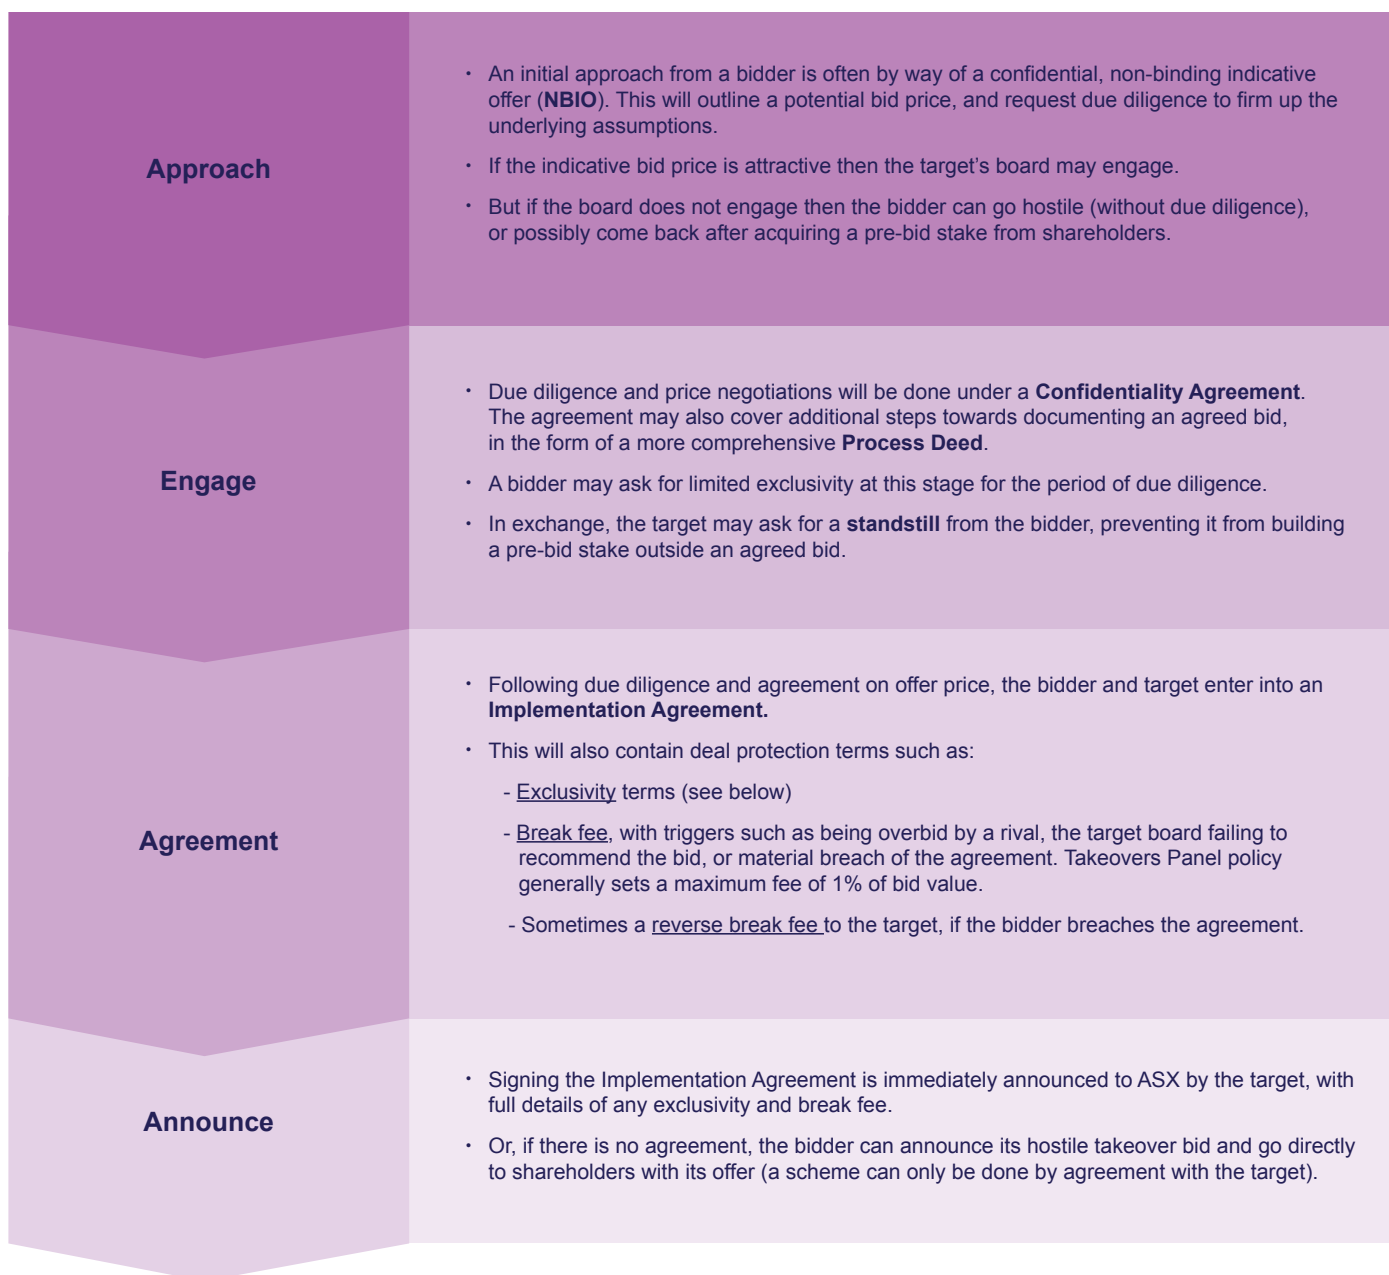 Approach
• An initial approach from a bidder is often by way of a confidential, non-binding indicative
offer (NBIO). This will outline a potential bid price, and request due diligence to firm up the
underlying assumptions.
• If the indicative bid price is attractive then the target’s board may engage.
• But if the board does not engage then the bidder can go hostile (without due diligence),
or possibly come back after acquiring a pre-bid stake from shareholders.
Engage
• Due diligence and price negotiations will be done under a Confidentiality Agreement.
The agreement may also cover additional steps towards documenting an agreed bid,
in the form of a more comprehensive Process Deed.
• A bidder may ask for limited exclusivity at this stage for the period of due diligence.
• In exchange, the target may ask for a standstill from the bidder, preventing it from building
a pre-bid stake outside an agreed bid.
Agreement
• Following due diligence and agreement on offer price, the bidder and target enter into an
Implementation Agreement.
• This will also contain deal protection terms such as:
- Exclusivity terms (see below)
- Break fee, with triggers such as being overbid by a rival, the target board failing to
recommend the bid, or material breach of the agreement. Takeovers Panel policy
generally sets a maximum fee of 1% of bid value.
- Sometimes a reverse break fee to the target, if the bidder breaches the agreement.
Announce
• Signing the Implementation Agreement is immediately announced to ASX by the target, with
full details of any exclusivity and break fee.
• Or, if there is no agreement, the bidder can announce its hostile takeover bid and go directly
to shareholders with its offer (a scheme can only be done by agreement with the target).